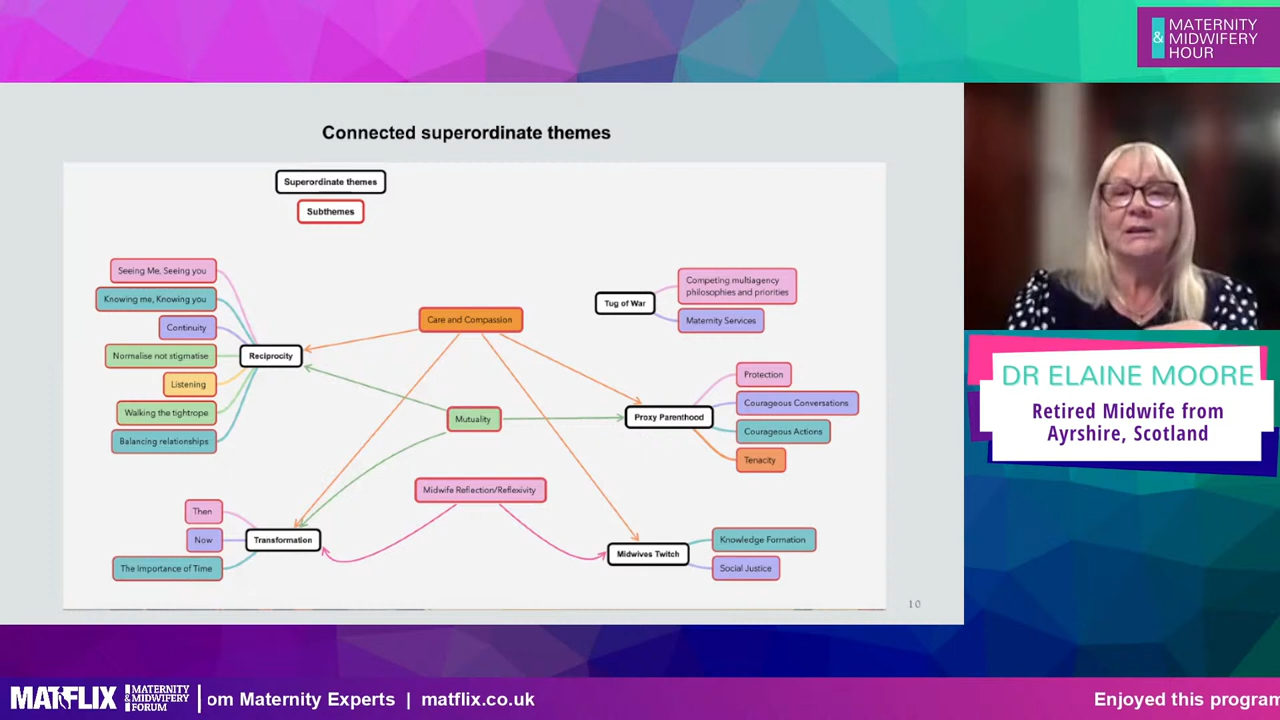 MATERNITY
& MIDWIFERY
HOUR
Connected superordinate themes
Superordinate themes
Subthemes
Seeing Me, Seeing you
Knowing me, Knowing you
Continuity
Normalise not stigmatise
Listening
Walking the tightrope
Balancing relationships
Reciprocity
Care and Compassion
Mutuality
Midwife Reflection/Reflexivity
Tug of War
Competing multiagency
philosophies and priorities
Maternity Services
Proxy Parenthood
Protection
Courageous Conversations
Courageous Actions
Tenacity
Then
Now
The Importance of Time
Transformation
Midwives Twitch
Knowledge Formation
Social Justice
10
DR ELAINE MOORE
Retired Midwife from
Ayrshire, Scotland
MATFLIX
MATERNITY
& MIDWIFERY
FORUM
om Maternity Experts | matflix.co.uk
Enjoyed this program